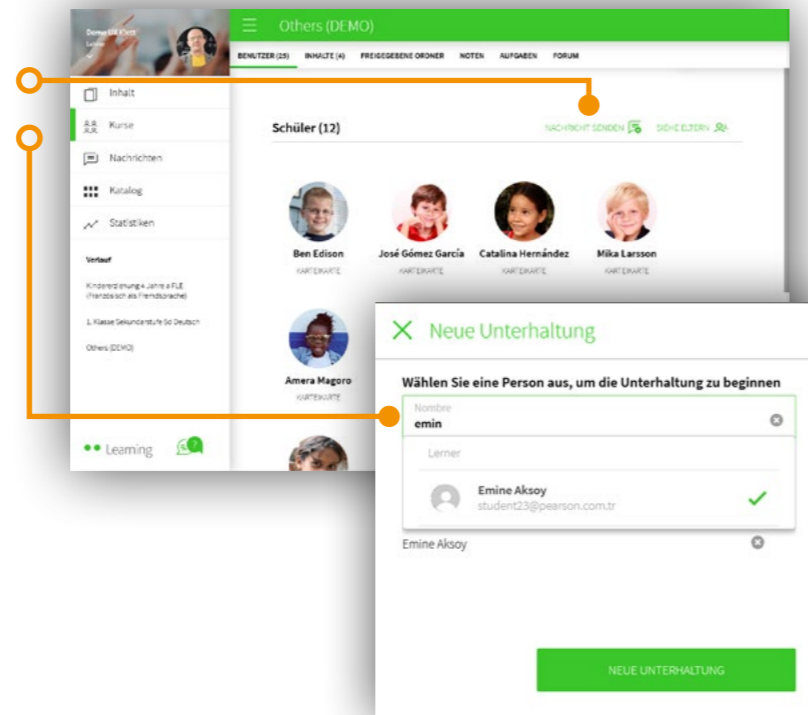 Demo
Others (DEMO)
BENUTZER (25) INHALTE (4) FREIGEGEBENE ORDNER NOTEN AUFGABEN FORUM
Inhalt
Kurse
Nachrichten
Katalog
Statistiken
Verlauf
Kindererziehung 4 Jahre a FLE
(Französisch als Fremdsprache)
1. Klasse Sekundarstufe 5d Deutsch
Others (DEMO)
Learning
?
Schüler (12)
NACHRICHT SENDEN SIEHE ELTERN
Ben Edison José Gómez García Catalina Hernández Mika Larsson
KARTEIKARTE KARTEIKARTE KARTEIKARTE KARTEIKARTE
Amera Magoro
KARTEIKARTE
Neue Unterhaltung
Wählen Sie eine Person aus, um die Unterhaltung zu beginnen
Nombre
emin
Lerner
Emine Aksoy
student23@pearson.com.tr
Emine Aksoy
NEUE UNTERHALTUNG